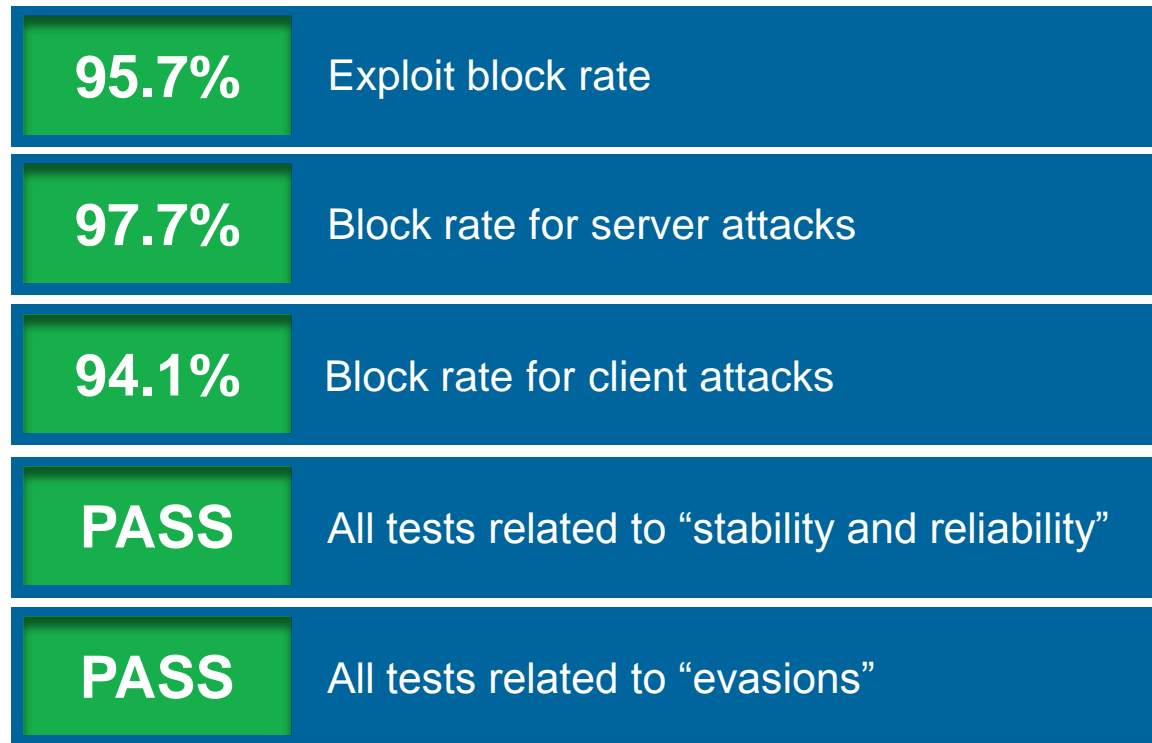 95.7% Exploit block rate
97.7% Block rate for server attacks
94.1% Block rate for client attacks
PASS All tests related to “stability and reliability”
PASS All tests related to “evasions”